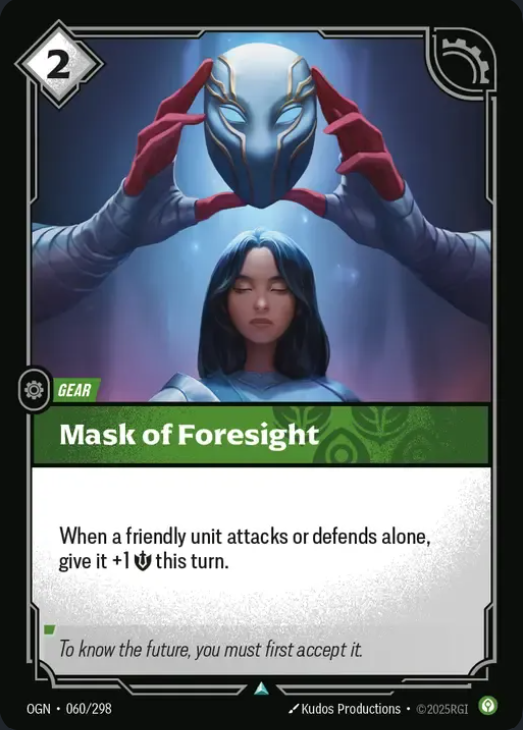 2
GEAR
Mask of Foresight
When a friendly unit attacks or defends alone,
give it +1 this turn.
To know the future, you must first accept it.
OGN • 060/298 Kudos Productions • ©2025RGI